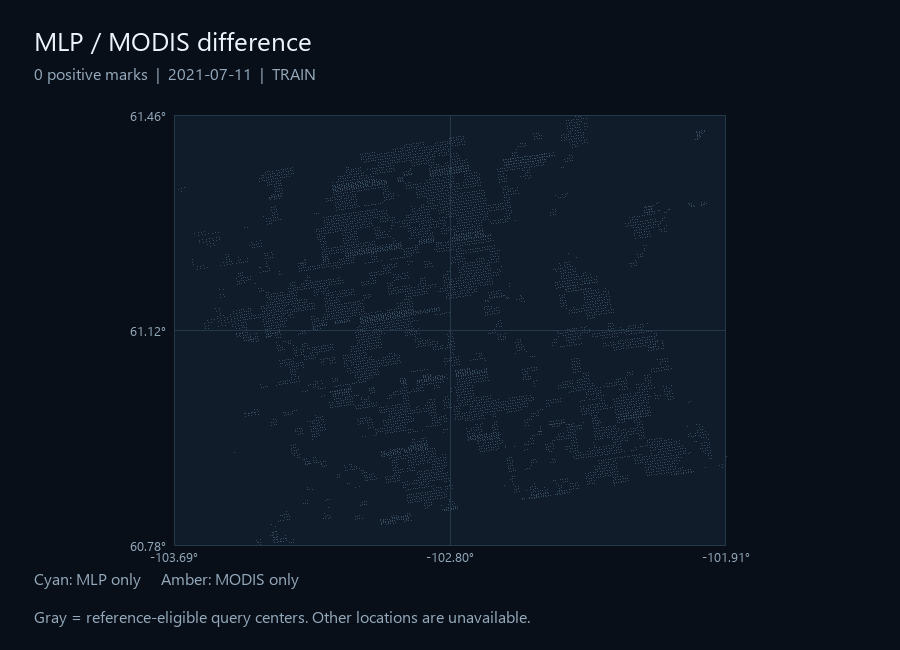 MLP / MODIS difference
0 positive marks | 2021-07-11 | TRAIN
61.46°
61.12°
60.78°
-103.69°
-102.80°
-101.91°
Cyan: MLP only Amber: MODIS only
Gray = reference-eligible query centers. Other locations are unavailable.